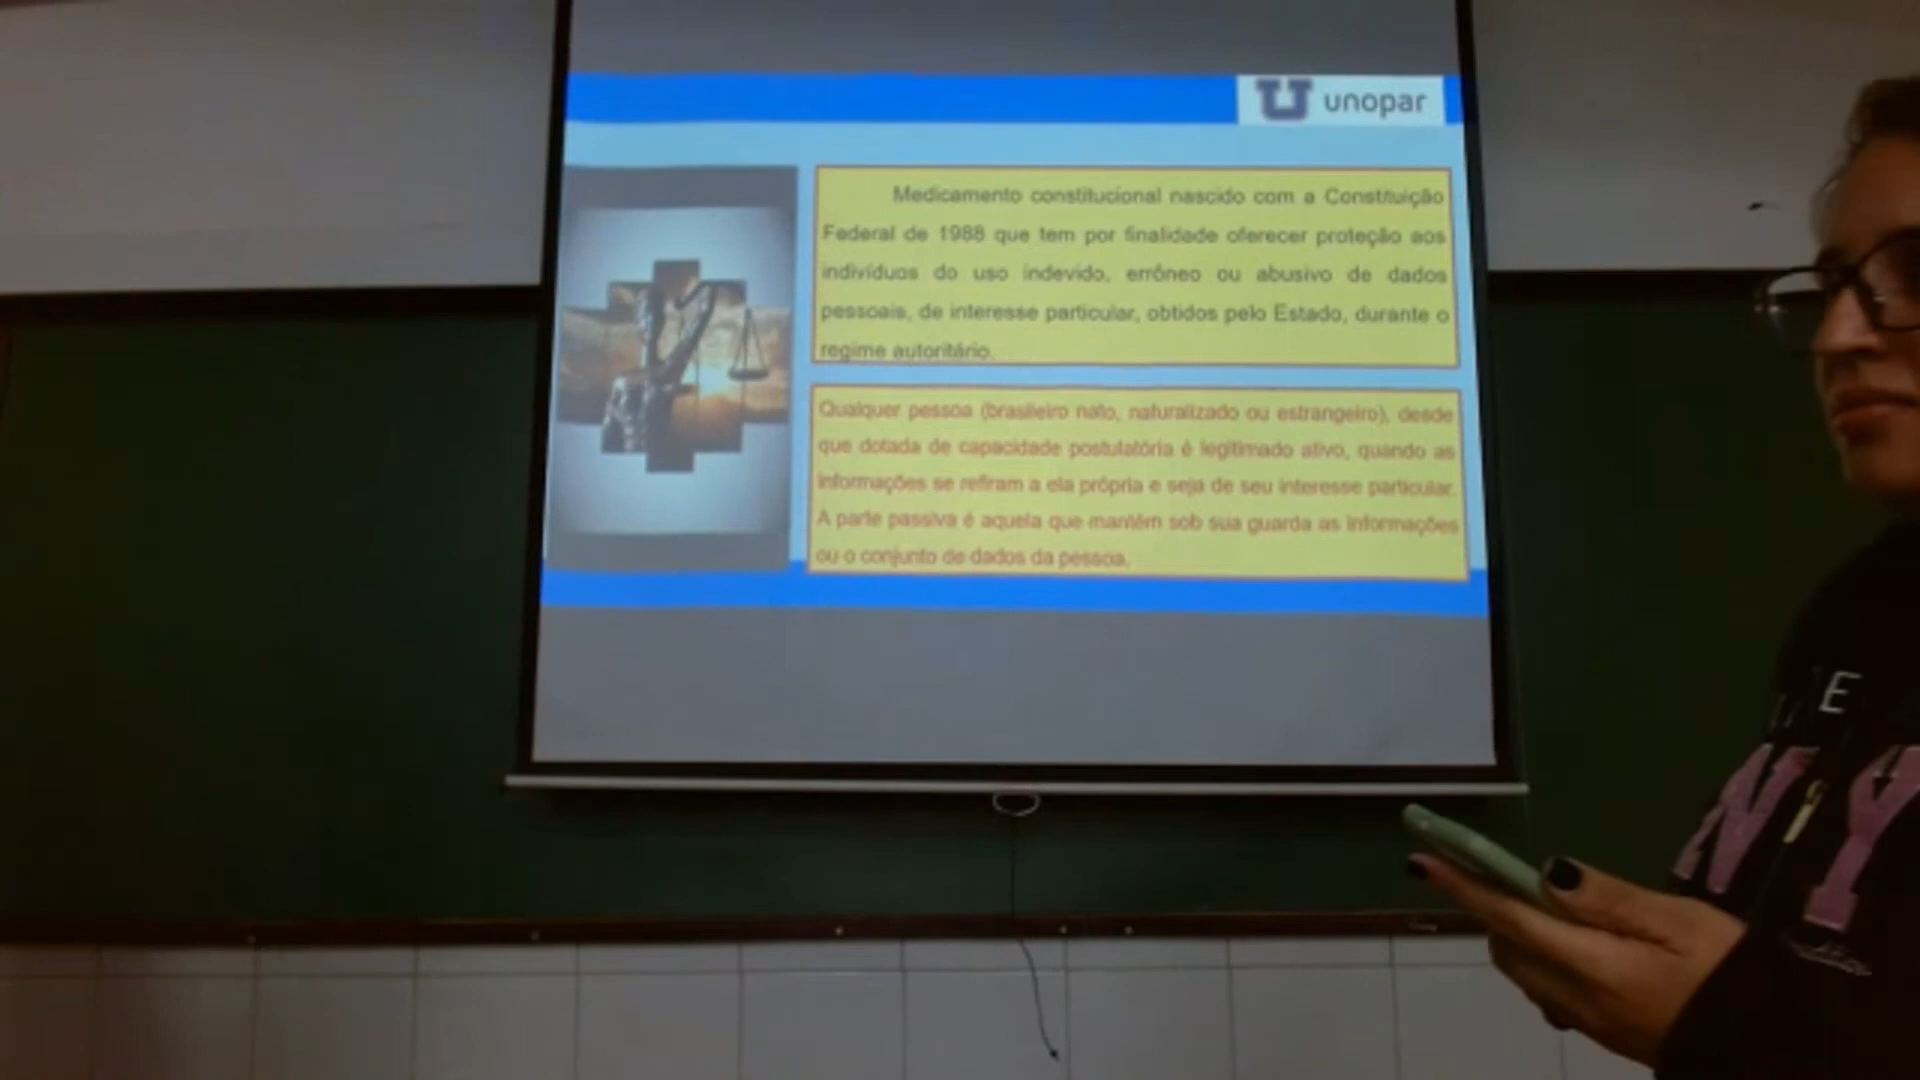 unopar
Medicamento constitucional nascido com a Constituição
Federal de 1988 que tem por finalidade oferecer proteção aos
indivíduos do uso indevido, errôneo ou abusivo de dados
pessoais, de interesse particular, obtidos pelo Estado, durante o
regime autoritário.
Qualquer pessoa (brasileiro nato, naturalizado ou estrangeiro), desde
que dotada de capacidade postulatória é legitimado ativo, quando as
informações se refiram a ela própria e seja de seu interesse particular.
A parte passiva é aquela que mantém sob sua guarda as informações
ou o conjunto de dados da pessoa.
E
NY